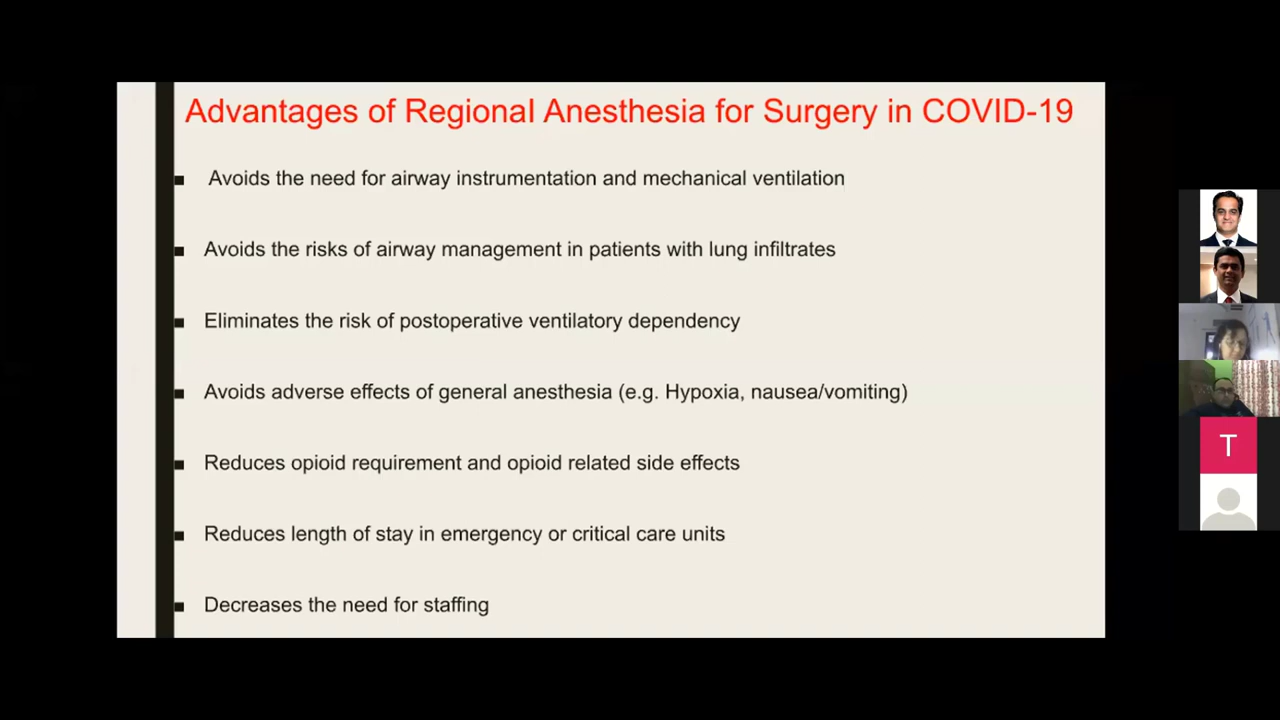 Advantages of Regional Anesthesia for Surgery in COVID-19
Avoids the need for airway instrumentation and mechanical ventilation
Avoids the risks of airway management in patients with lung infiltrates
Eliminates the risk of postoperative ventilatory dependency
Avoids adverse effects of general anesthesia (e.g. Hypoxia, nausea/vomiting)
Reduces opioid requirement and opioid related side effects
Reduces length of stay in emergency or critical care units
Decreases the need for staffing
T